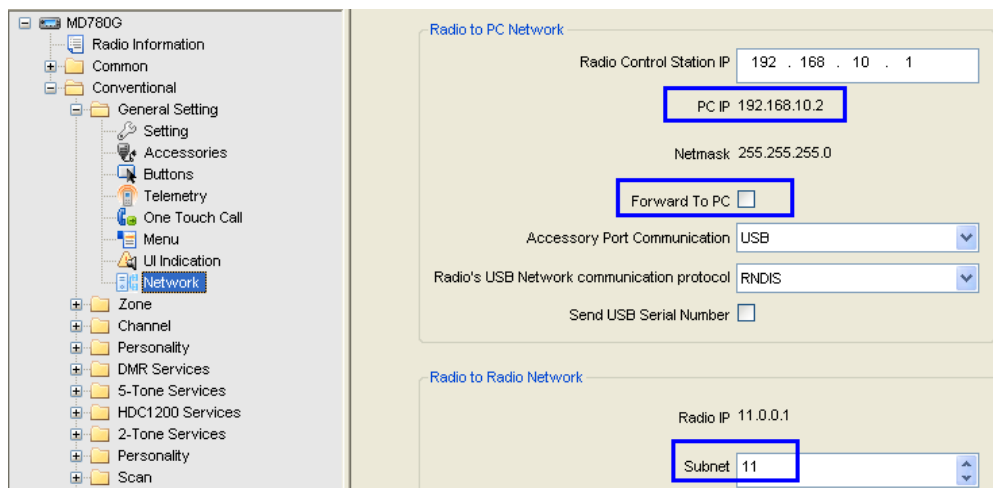 MD780G
Radio Information
Common
Conventional
General Setting
Setting
Accessories
Buttons
Telemetry
One Touch Call
Menu
UI Indication
Network
Zone
Channel
Personality
DMR Services
5-Tone Services
HDC1200 Services
2-Tone Services
Personality
Scan
Radio to PC Network
Radio Control Station IP 192 . 168 . 10 . 1
PC IP 192.168.10.2
Netmask 255.255.255.0
Forward To PC
Accessory Port Communication USB
Radio's USB Network communication protocol RNDIS
Send USB Serial Number
Radio to Radio Network
Radio IP 11.0.0.1
Subnet 11